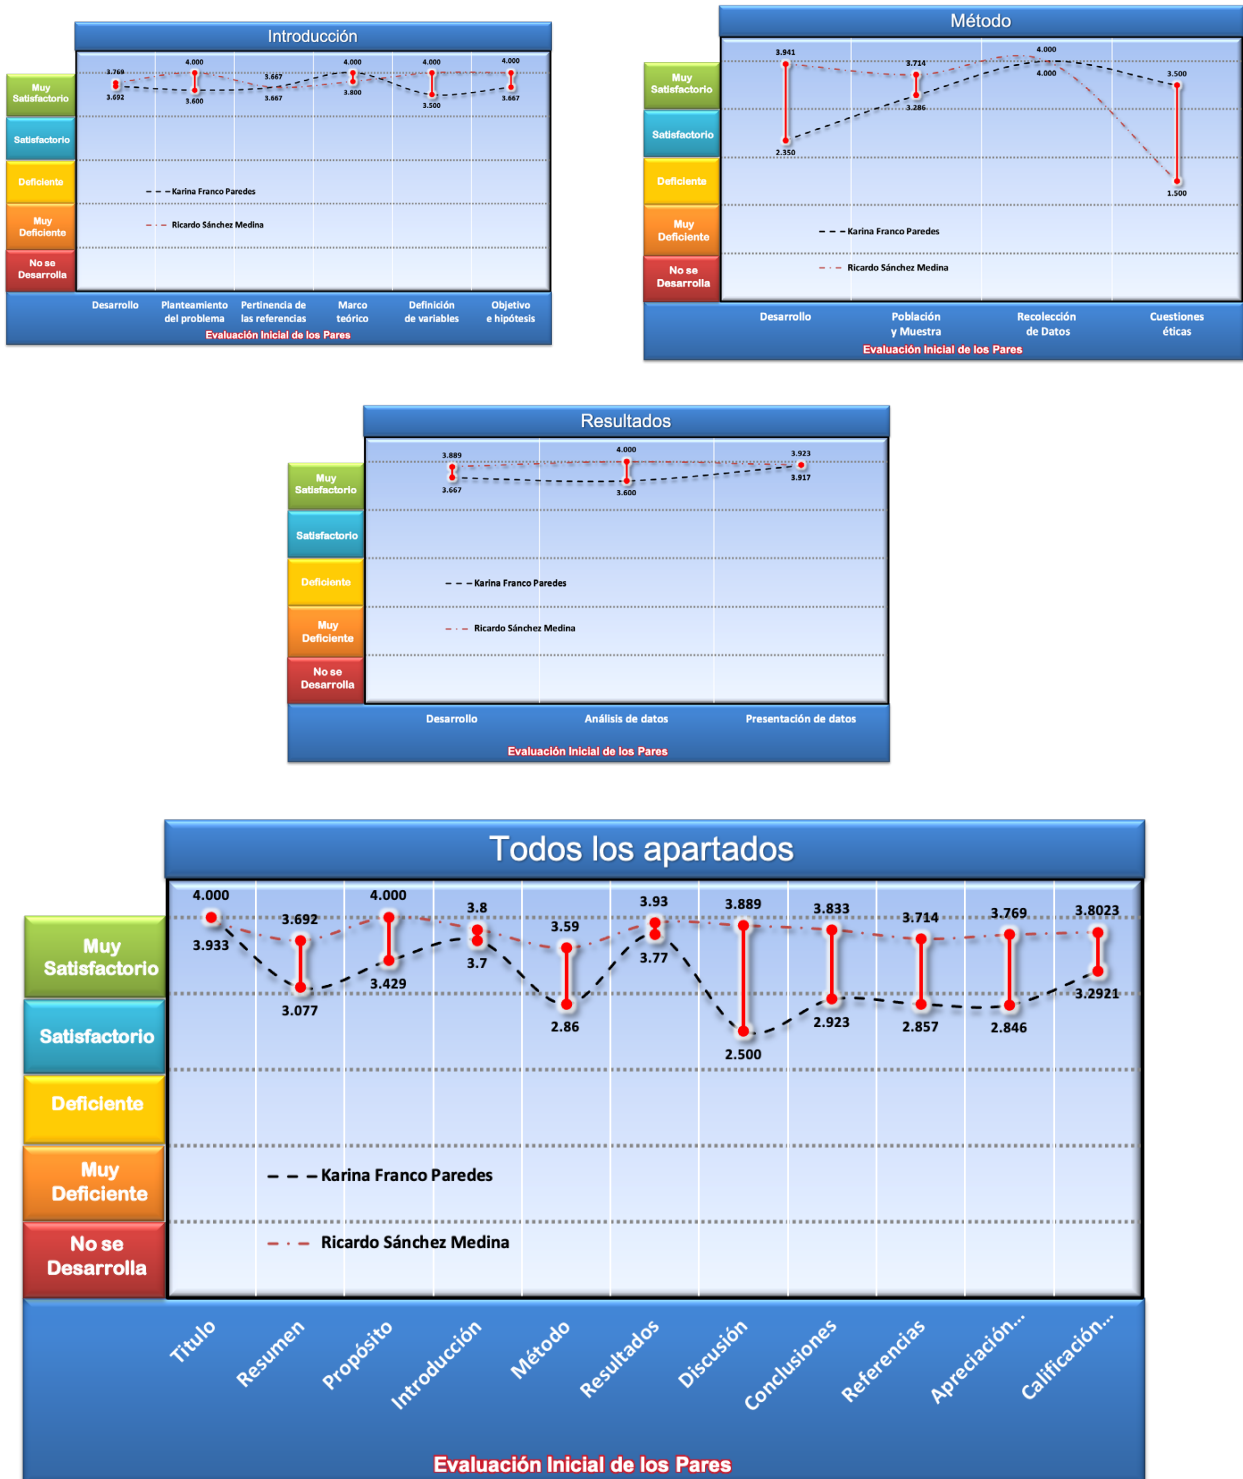 Introducción
3.769
4.000
3.667
4.000
4.000
4.000
3.692
3.600
3.667
3.800
3.500
3.667
Muy
Satisfactorio
Satisfactorio
Deficiente
Muy
Deficiente
No se
Desarrolla
Karina Franco Paredes
Ricardo Sánchez Medina
Desarrollo
Planteamiento
del problema
Pertinencia de
las referencias
Marco
teórico
Definición
de variables
Objetivo
e hipótesis
Evaluación Inicial de los Pares
Método
3.941
3.714
4.000
3.500
2.350
3.286
4.000
1.500
Muy
Satisfactorio
Satisfactorio
Deficiente
Muy
Deficiente
No se
Desarrolla
Karina Franco Paredes
Ricardo Sánchez Medina
Desarrollo
Población
y Muestra
Recolección
de Datos
Cuestiones
éticas
Evaluación Inicial de los Pares
Resultados
3.889
4.000
3.923
3.667
3.600
3.917
Muy
Satisfactorio
Satisfactorio
Deficiente
Muy
Deficiente
No se
Desarrolla
Karina Franco Paredes
Ricardo Sánchez Medina
Desarrollo
Análisis de datos
Presentación de datos
Evaluación Inicial de los Pares
Todos los apartados
4.000
3.692
4.000
3.8
3.59
3.93
3.889
3.833
3.714
3.769
3.8023
3.933
3.077
3.429
3.7
2.86
3.77
2.500
2.923
2.857
2.846
3.2921
Muy
Satisfactorio
Satisfactorio
Deficiente
Muy
Deficiente
No se
Desarrolla
Karina Franco Paredes
Ricardo Sánchez Medina
Titulo
Resumen
Propósito
Introducción
Método
Resultados
Discusión
Conclusiones
Referencias
Apreciación...
Calificación...
Evaluación Inicial de los Pares